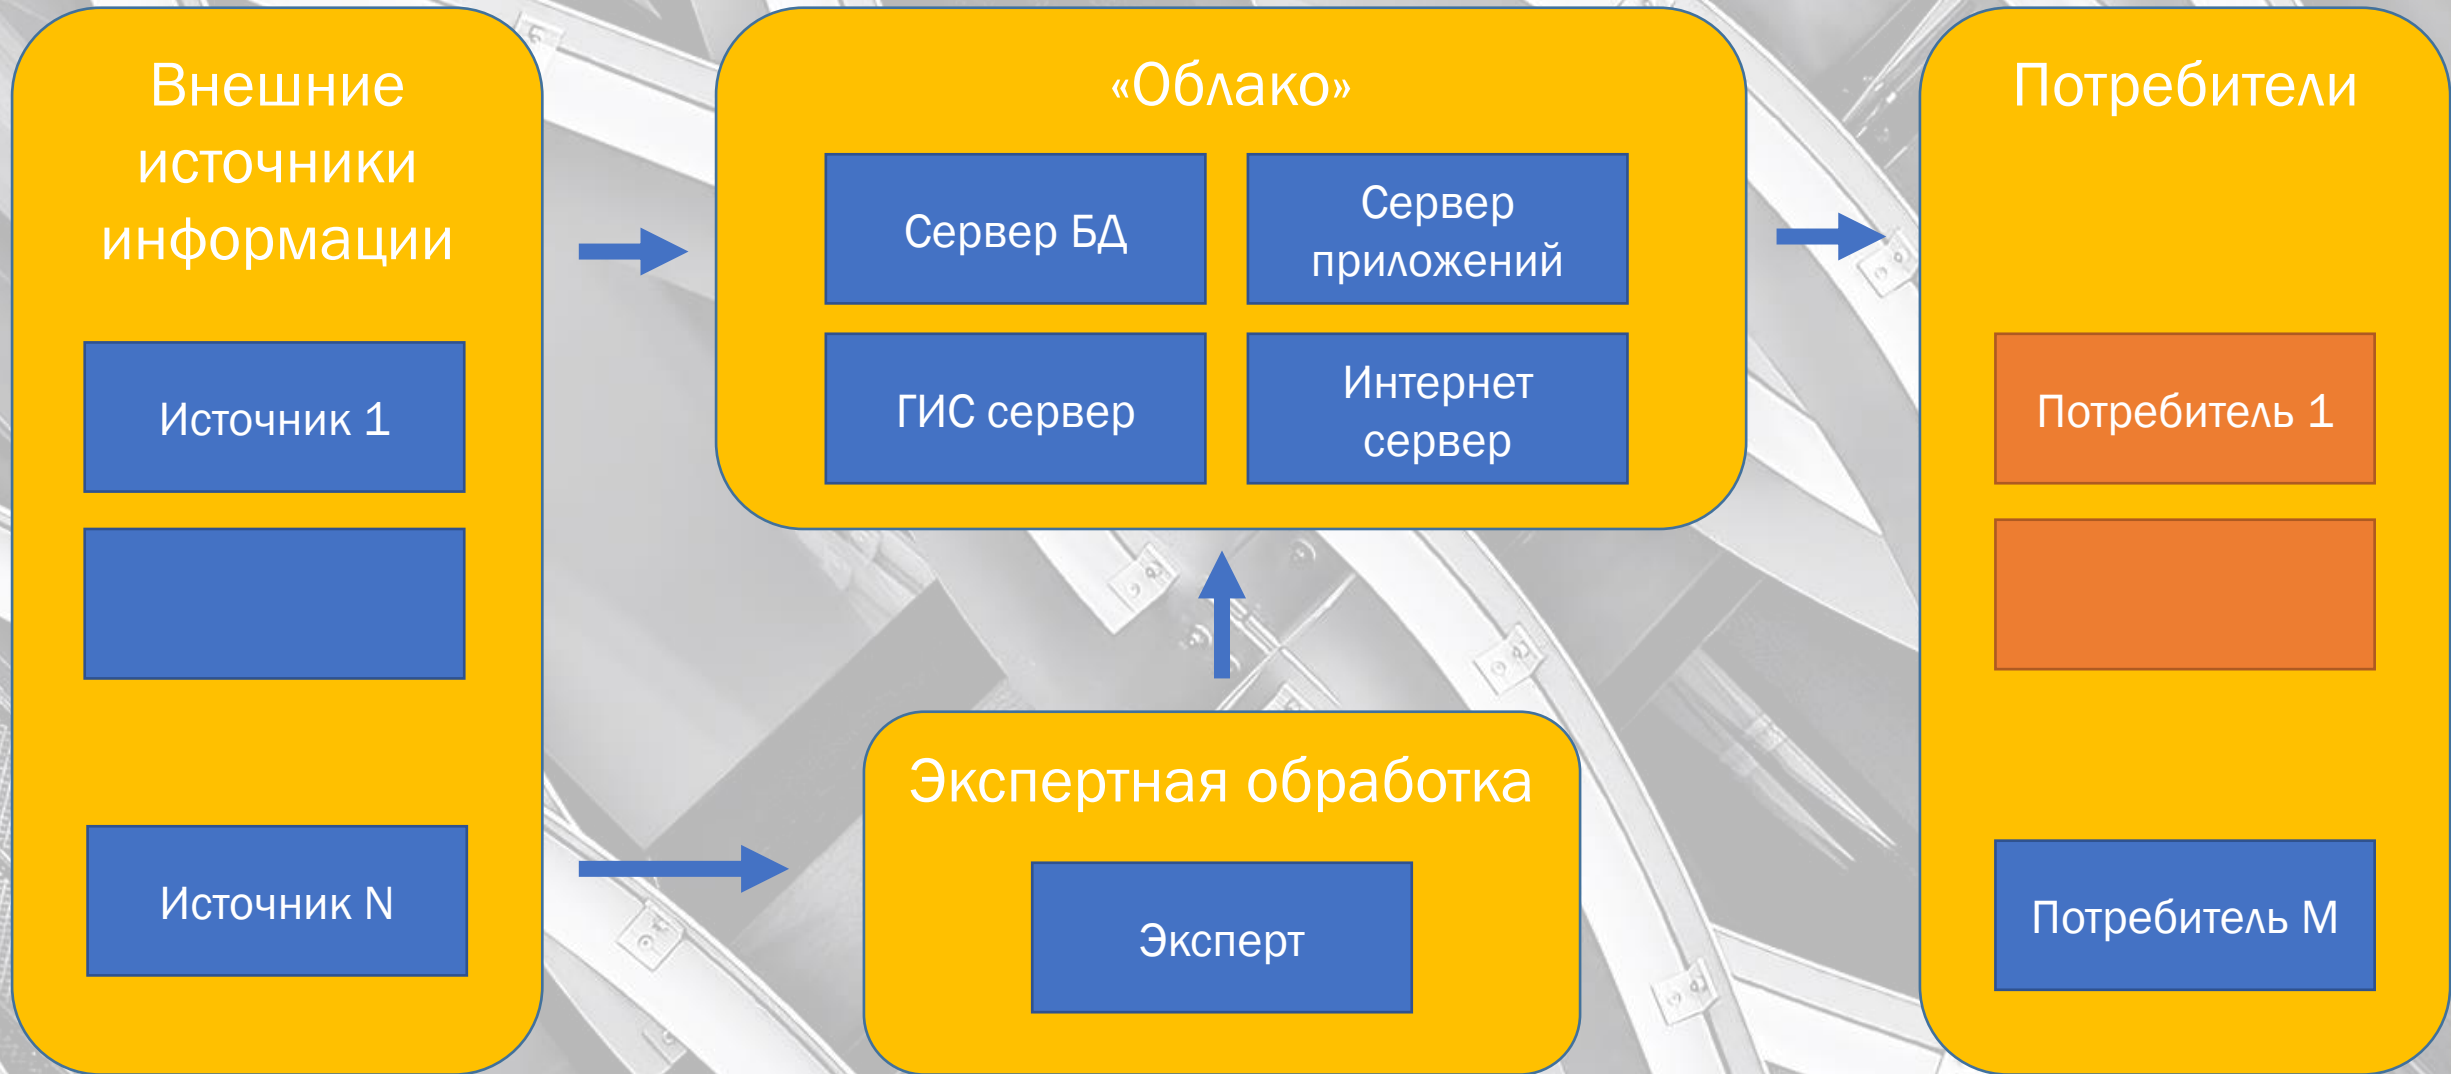 Внешние
источники
информации
Источник 1
Источник N
«Облако»
Сервер БД
Сервер
приложений
ГИС сервер
Интернет
сервер
Экспертная обработка
Эксперт
Потребители
Потребитель 1
Потребитель М